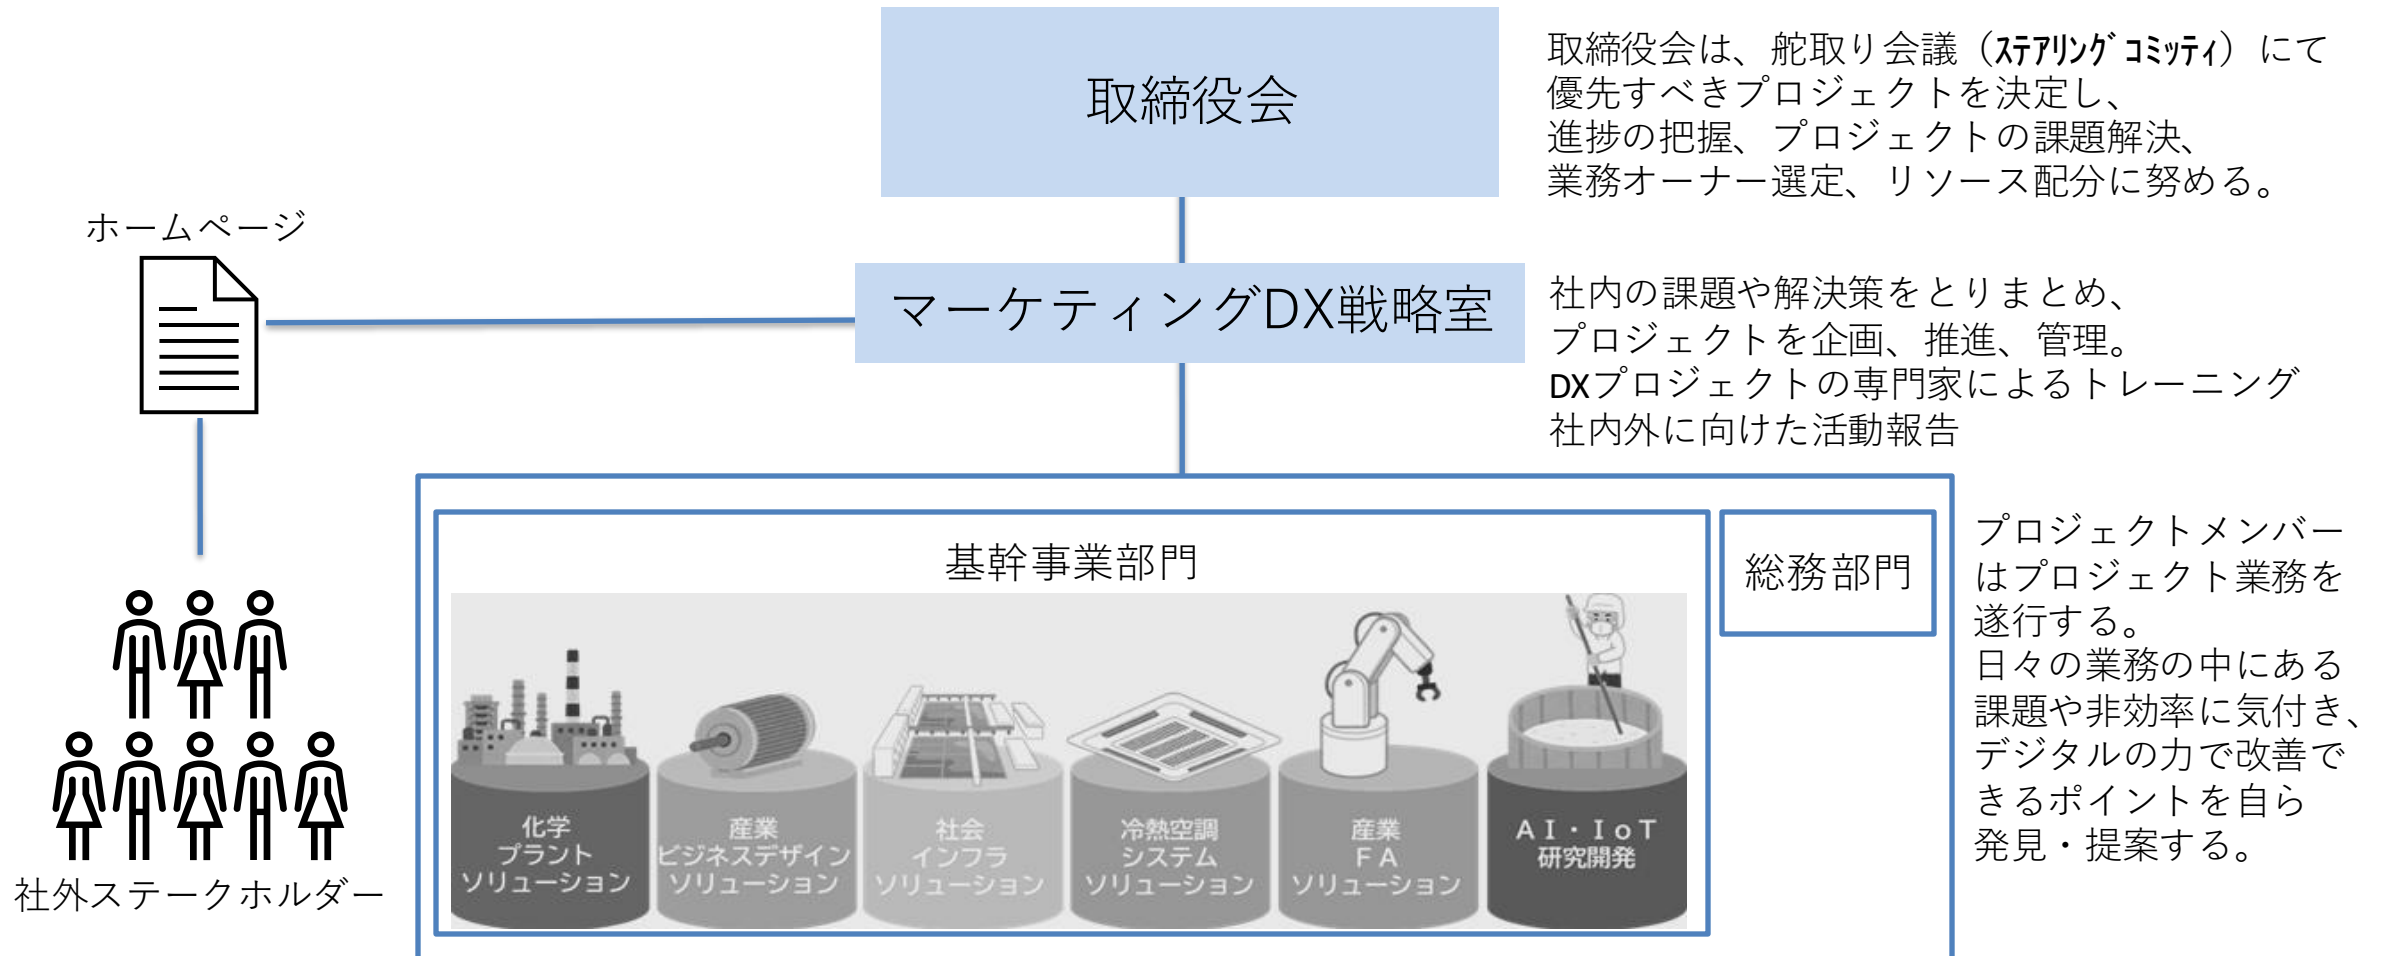 取締役会
取締役会は、舵取り会議（ｽﾃｱﾘﾝｸﾞｺﾐｯﾃｨ）にて
優先すべきプロジェクトを決定し、
進捗の把握、プロジェクトの課題解決、
業務オーナー選定、リソース配分に努める。
ホームページ
マーケティングDX戦略室
社内の課題や解決策をとりまとめ、
プロジェクトを企画、推進、管理。
DXプロジェクトの専門家によるトレーニング
社内外に向けた活動報告
基幹事業部門
総務部門
プロジェクトメンバー
はプロジェクト業務を
遂行する。
日々の業務の中にある
課題や非効率に気付き、
デジタルの力で改善で
きるポイントを自ら
発見・提案する。
化学
プラント
ソリューション
産業
ビジネスデザイン
ソリューション
社会
インフラ
ソリューション
冷熱空調
システム
ソリューション
産業
ＦＡ
ソリューション
ＡＩ・ＩｏＴ
研究開発
社外ステークホルダー